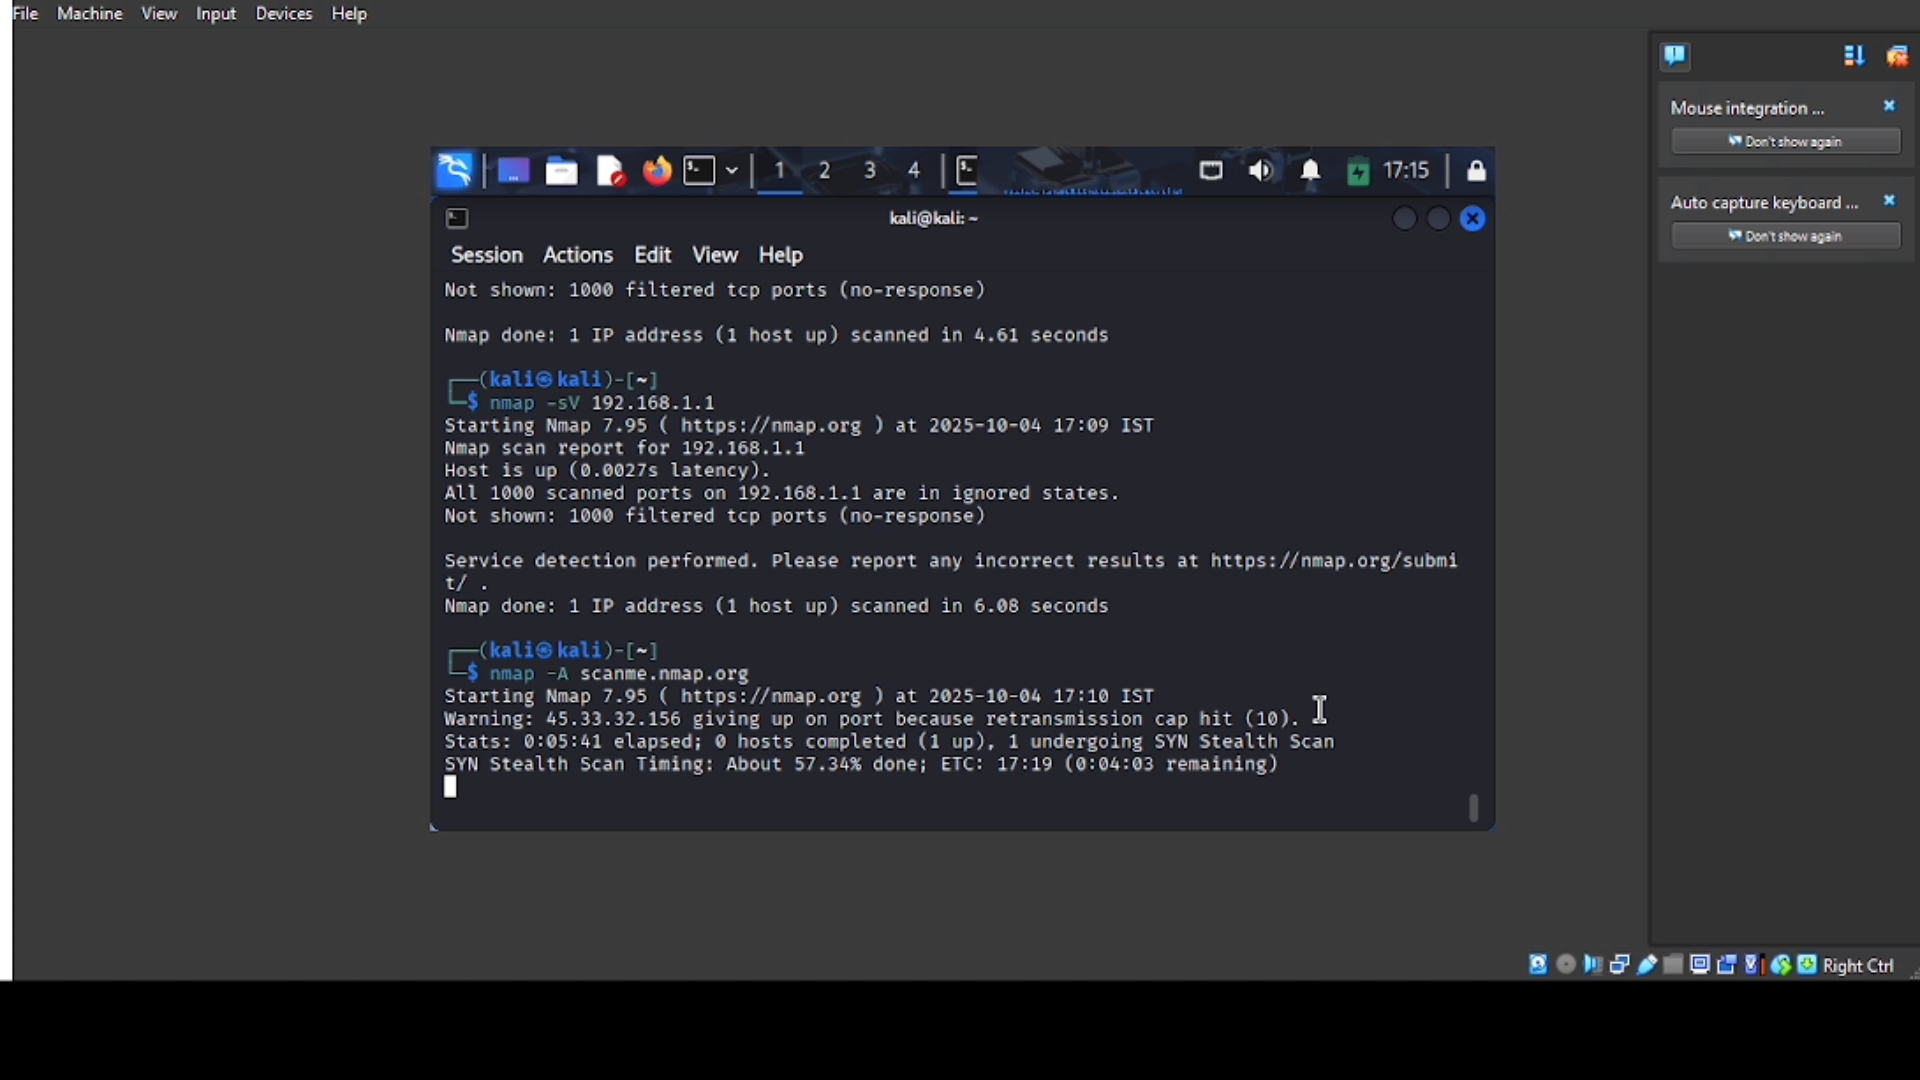 File Machine View Input Devices Help
Mouse integration ...
Don't show again
Auto capture keyboard ...
Don't show again
1 2 3 4 17:15
kali@kali: ~
Session Actions Edit View Help
Not shown: 1000 filtered tcp ports (no-response)
Nmap done: 1 IP address (1 host up) scanned in 4.61 seconds
┌──(kali㉿kali)-[~]
└─$ nmap -sV 192.168.1.1
Starting Nmap 7.95 ( https://nmap.org ) at 2025-10-04 17:09 IST
Nmap scan report for 192.168.1.1
Host is up (0.0027s latency).
All 1000 scanned ports on 192.168.1.1 are in ignored states.
Not shown: 1000 filtered tcp ports (no-response)
Service detection performed. Please report any incorrect results at https://nmap.org/submi
t/ .
Nmap done: 1 IP address (1 host up) scanned in 6.08 seconds
┌──(kali㉿kali)-[~]
└─$ nmap -A scanme.nmap.org
Starting Nmap 7.95 ( https://nmap.org ) at 2025-10-04 17:10 IST
Warning: 45.33.32.156 giving up on port because retransmission cap hit (10).
Stats: 0:05:41 elapsed; 0 hosts completed (1 up), 1 undergoing SYN Stealth Scan
SYN Stealth Scan Timing: About 57.34% done; ETC: 17:19 (0:04:03 remaining)
Right Ctrl